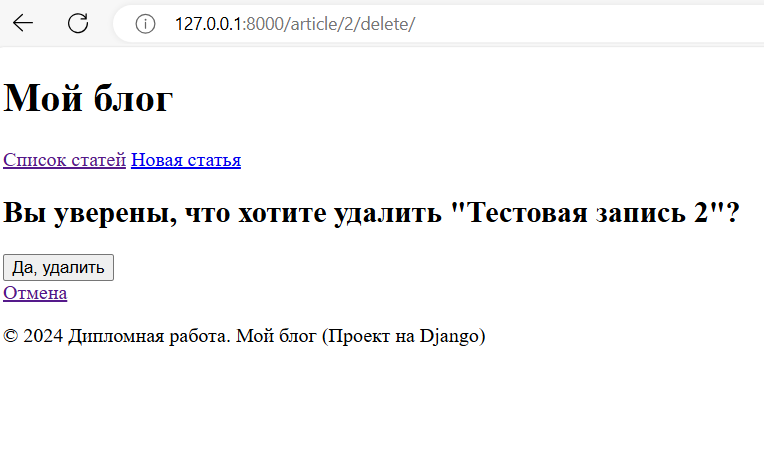 127.0.0.1:8000/article/2/delete/
Мой блог
Список статей Новая статья
Вы уверены, что хотите удалить "Тестовая запись 2"?
Да, удалить
Отмена
© 2024 Дипломная работа. Мой блог (Проект на Django)